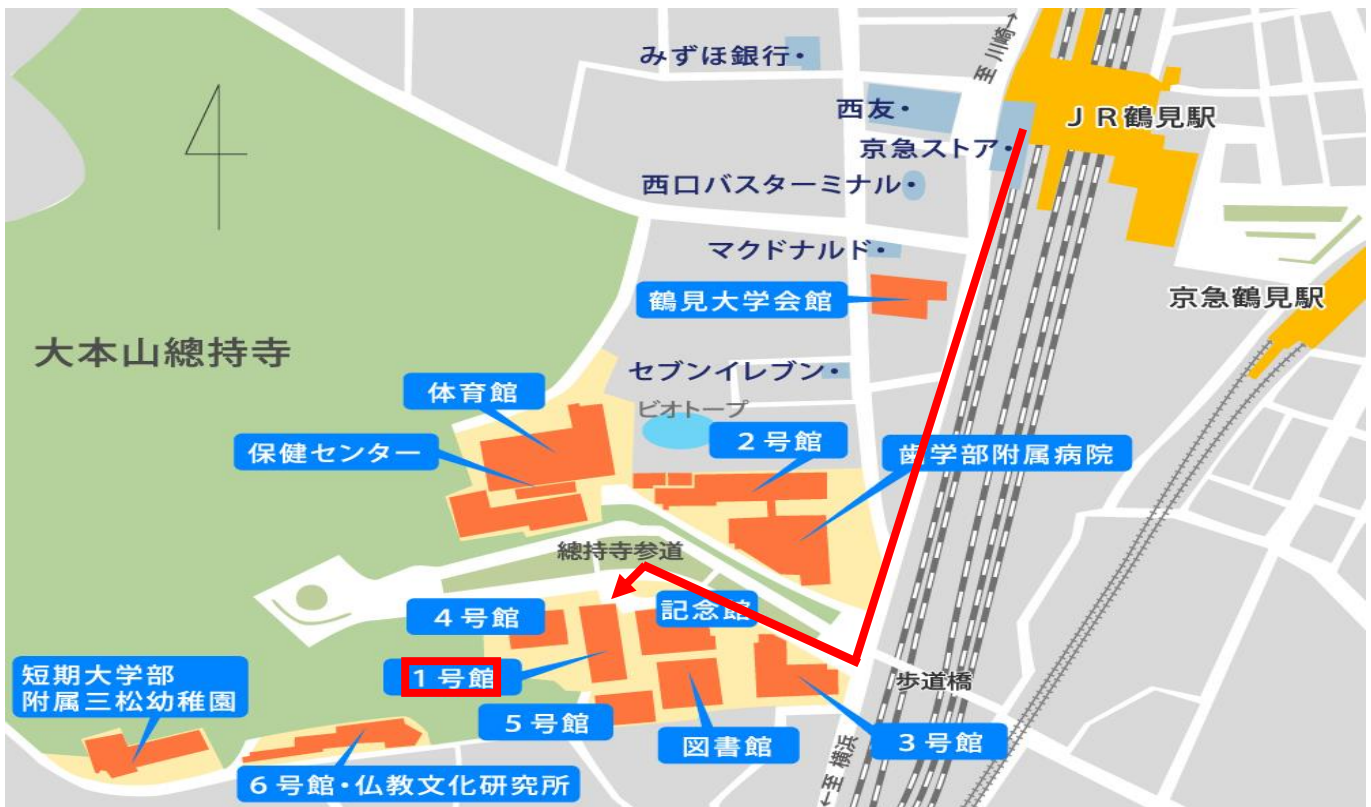 みずほ銀行・
至 川崎→
西友・
JR鶴見駅
京急ストア・
西口バスターミナル・
マクドナルド・
鶴見大学会館
京急鶴見駅
大本山總持寺
セブンイレブン・
体育館
ビオトープ
2号館
保健センター
歯学部附属病院
總持寺参道
記念館
4号館
1号館
短期大学部
附属三松幼稚園
歩道橋
5号館
図書館
3号館
←至 横浜
6号館・仏教文化研究所